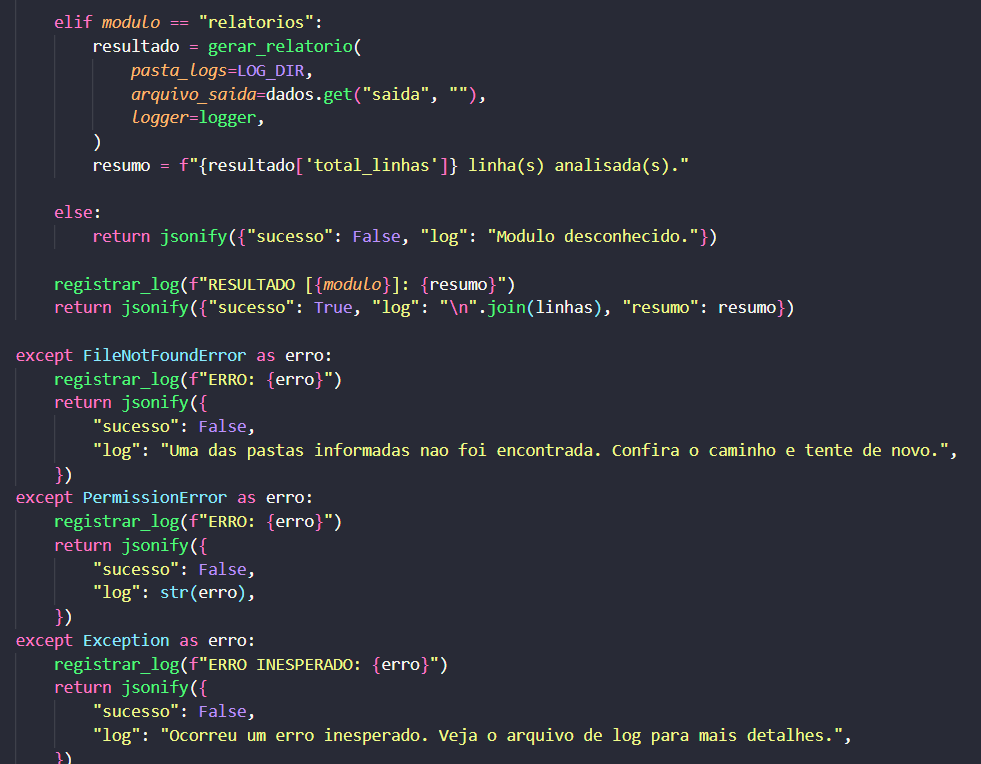 elif modulo == "relatorios":
resultado = gerar_relatorio(
pasta_logs=LOG_DIR,
arquivo_saida=dados.get("saida", ""),
logger=logger,
)
resumo = f"{resultado['total_linhas']} linha(s) analisada(s)."
else:
return jsonify({"sucesso": False, "log": "Modulo desconhecido."})
registrar_log(f"RESULTADO [{modulo}]: {resumo}")
return jsonify({"sucesso": True, "log": "\n".join(linhas), "resumo": resumo})
except FileNotFoundError as erro:
registrar_log(f"ERRO: {erro}")
return jsonify({
"sucesso": False,
"log": "Uma das pastas informadas nao foi encontrada. Confira o caminho e tente de novo.",
})
except PermissionError as erro:
registrar_log(f"ERRO: {erro}")
return jsonify({
"sucesso": False,
"log": str(erro),
})
except Exception as erro:
registrar_log(f"ERRO INESPERADO: {erro}")
return jsonify({
"sucesso": False,
"log": "Ocorreu um erro inesperado. Veja o arquivo de log para mais detalhes.",
})